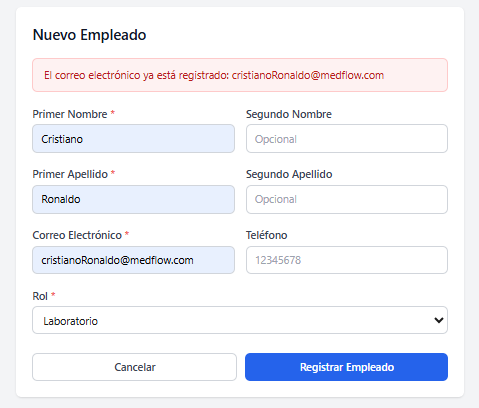 Nuevo Empleado
El correo electrónico ya está registrado: cristianoRonaldo@medflow.com
Primer Nombre * Segundo Nombre
Cristiano Opcional
Primer Apellido * Segundo Apellido
Ronaldo Opcional
Correo Electrónico * Teléfono
cristianoRonaldo@medflow.com 12345678
Rol *
Laboratorio
Cancelar Registrar Empleado